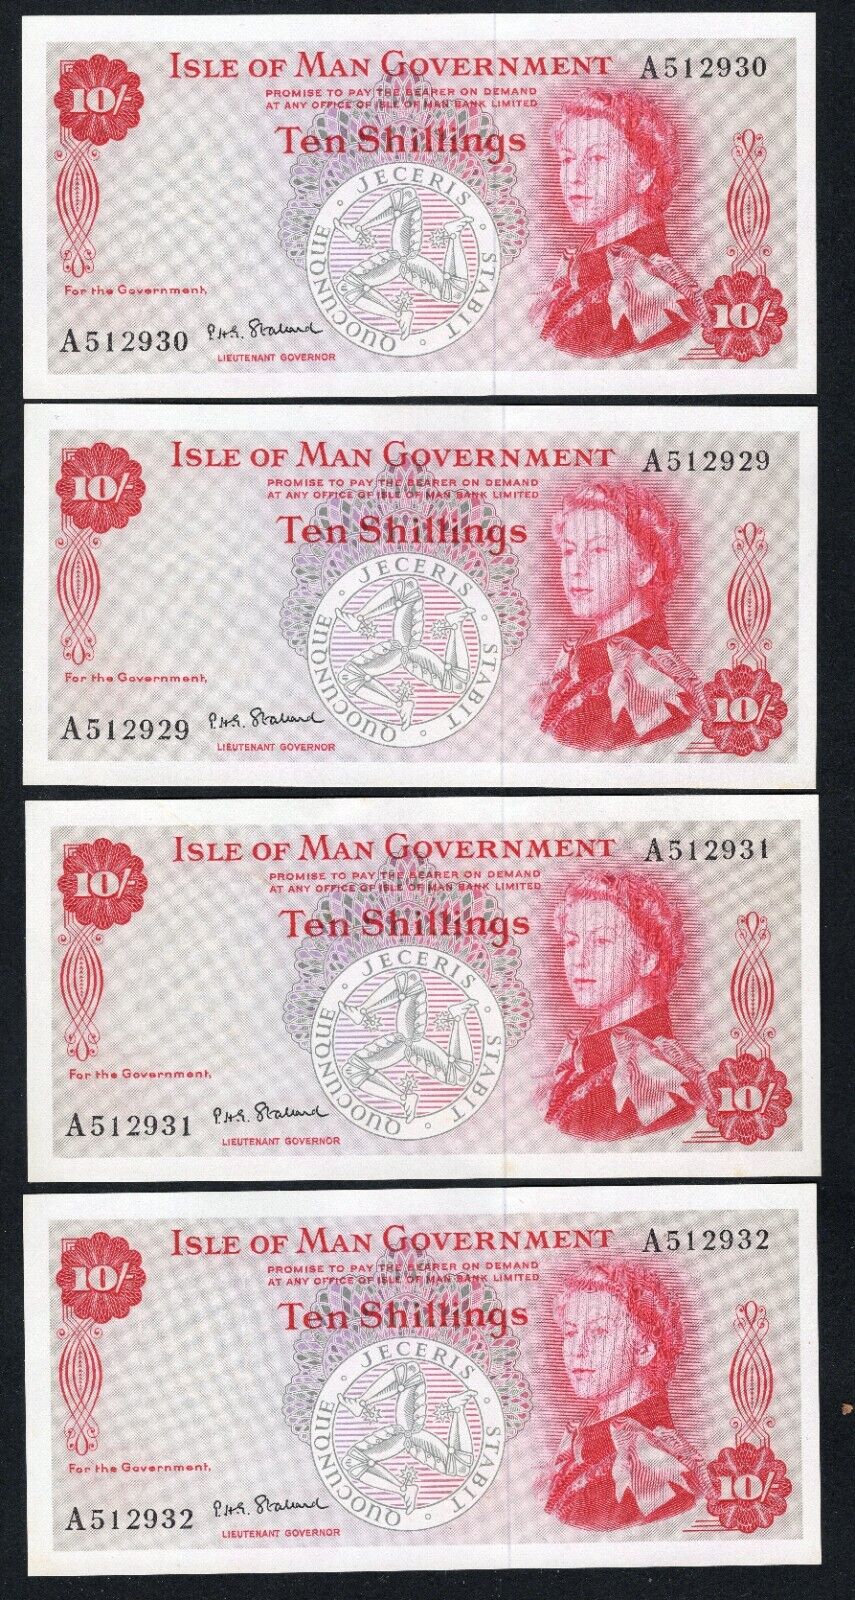 10/-
ISLE OF MAN GOVERNMENT A512930
PROMISE TO PAY THE BEARER ON DEMAND
AT ANY OFFICE OF ISLE OF MAN BANK LIMITED
Ten Shillings
QUOCUNQUE · JECERIS · STABIT
For the Government,
A512930 P.H.G. Stallard
LIEUTENANT GOVERNOR
10/-
10/-
ISLE OF MAN GOVERNMENT A512929
PROMISE TO PAY THE BEARER ON DEMAND
AT ANY OFFICE OF ISLE OF MAN BANK LIMITED
Ten Shillings
QUOCUNQUE · JECERIS · STABIT
For the Government,
A512929 P.H.G. Stallard
LIEUTENANT GOVERNOR
10/-
10/-
ISLE OF MAN GOVERNMENT A512931
PROMISE TO PAY THE BEARER ON DEMAND
AT ANY OFFICE OF ISLE OF MAN BANK LIMITED
Ten Shillings
QUOCUNQUE · JECERIS · STABIT
For the Government,
A512931 P.H.G. Stallard
LIEUTENANT GOVERNOR
10/-
10/-
ISLE OF MAN GOVERNMENT A512932
PROMISE TO PAY THE BEARER ON DEMAND
AT ANY OFFICE OF ISLE OF MAN BANK LIMITED
Ten Shillings
QUOCUNQUE · JECERIS · STABIT
For the Government,
A512932 P.H.G. Stallard
LIEUTENANT GOVERNOR
10/-